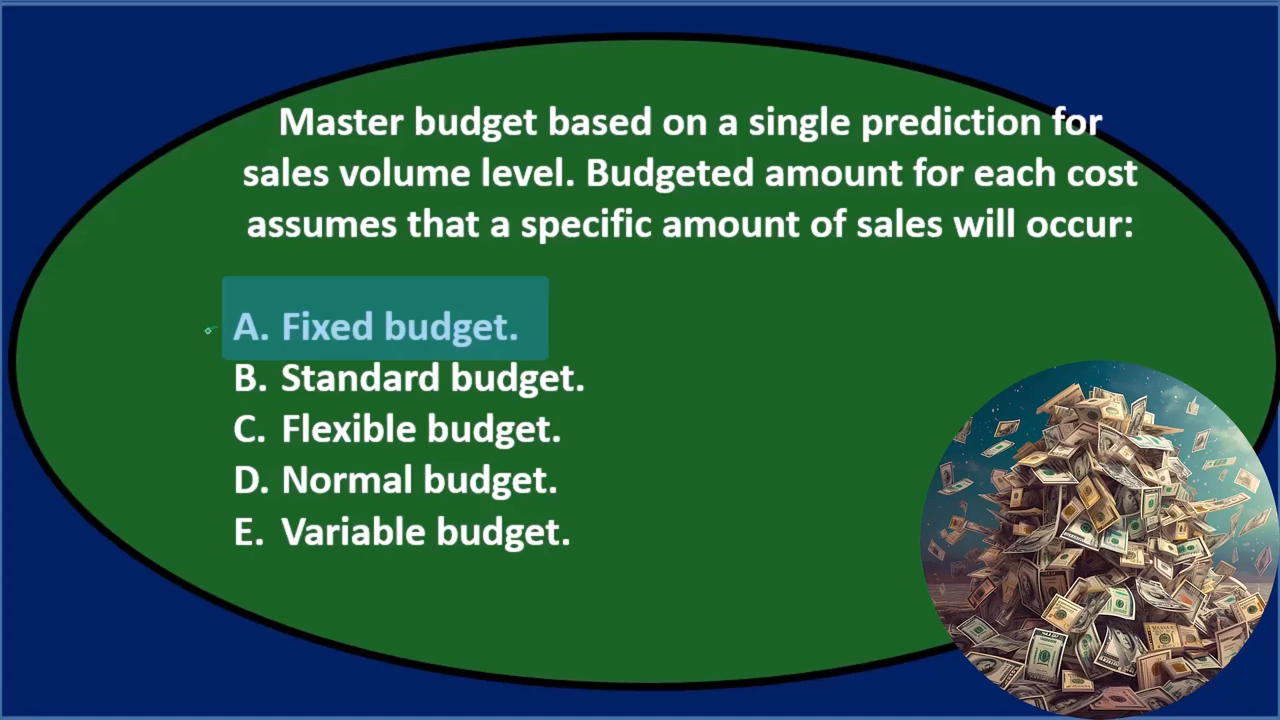 Master budget based on a single prediction for
sales volume level. Budgeted amount for each cost
assumes that a specific amount of sales will occur:
A. Fixed budget.
B. Standard budget.
C. Flexible budget.
D. Normal budget.
E. Variable budget.